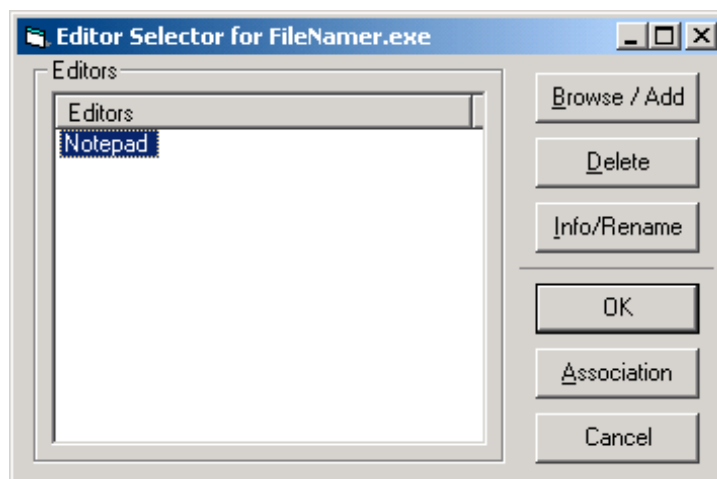 Editor Selector for FileNamer.exe
Editors
Editors
Notepad
Browse / Add
Delete
Info/Rename
OK
Association
Cancel